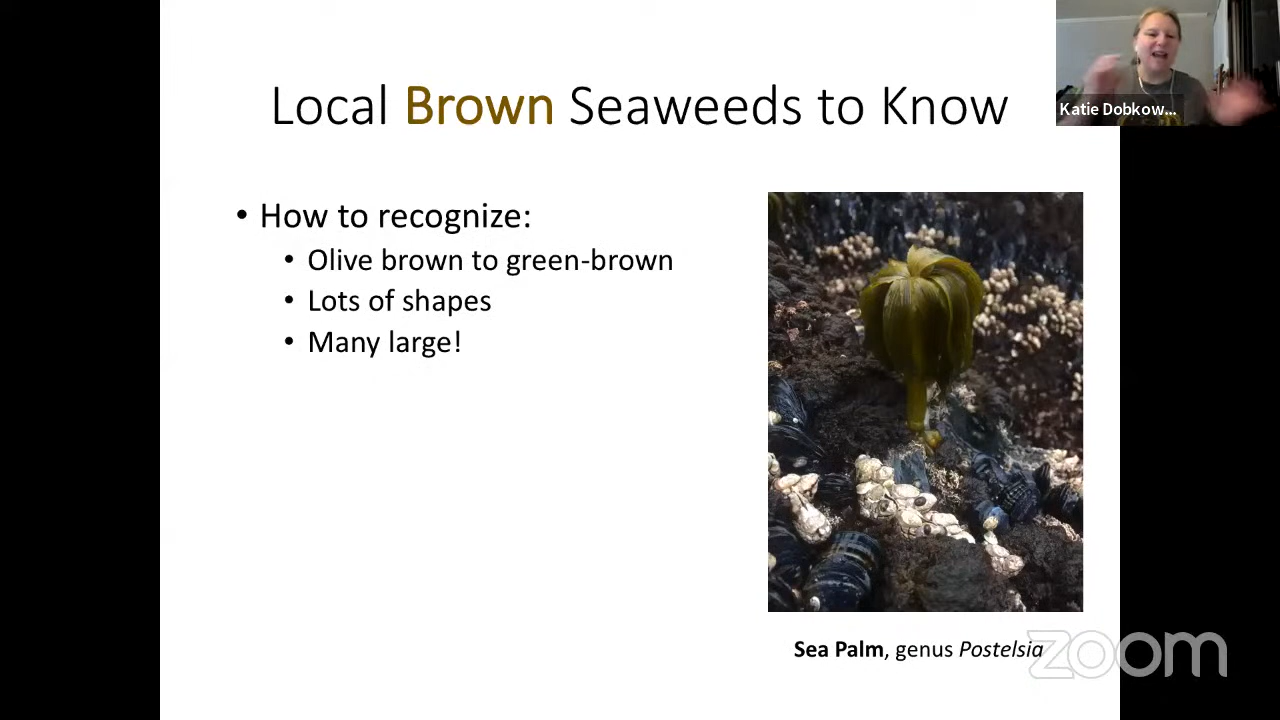 Local Brown Seaweeds to Know
Katie Dobkow...
• How to recognize:
• Olive brown to green-brown
• Lots of shapes
• Many large!
Sea Palm, genus Postelsia
zoom